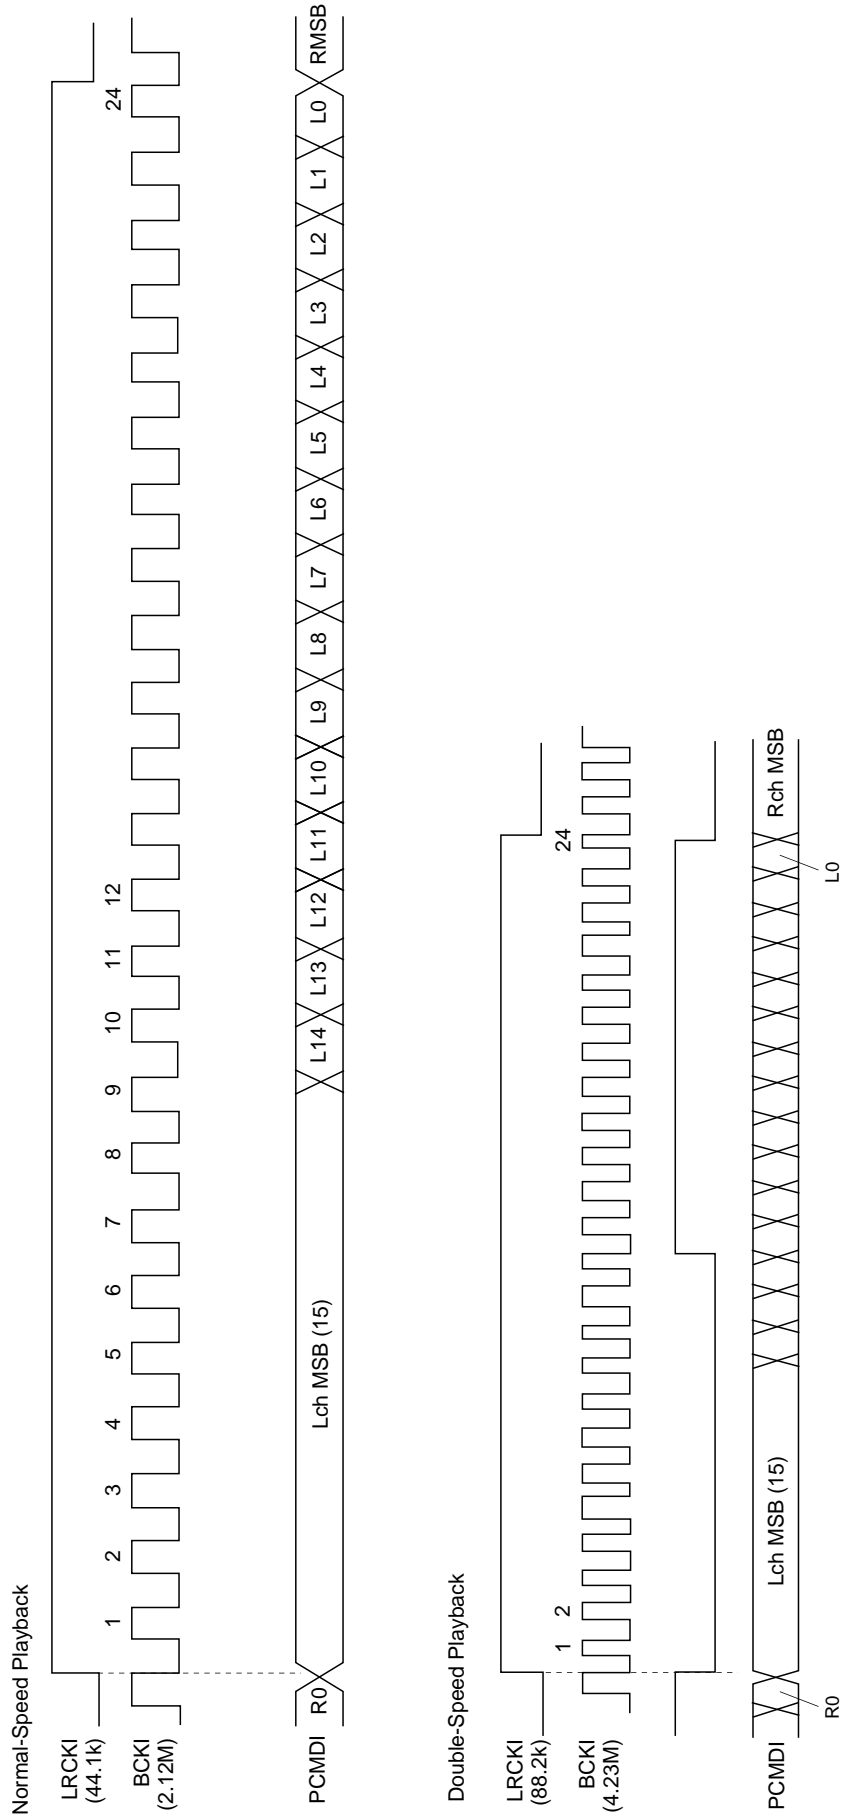 Normal-Speed Playback
LRCKI
(44.1k)
1 2 3 4 5 6 7 8 9 10 11 12 24
BCKI
(2.12M)
PCMDI
R0 Lch MSB (15) L14 L13 L12 L11 L10 L9 L8 L7 L6 L5 L4 L3 L2 L1 L0 RMSB
Double-Speed Playback
LRCKI
(88.2k)
1 2 24
BCKI
(4.23M)
PCMDI
Lch MSB (15) Rch MSB
R0 L0